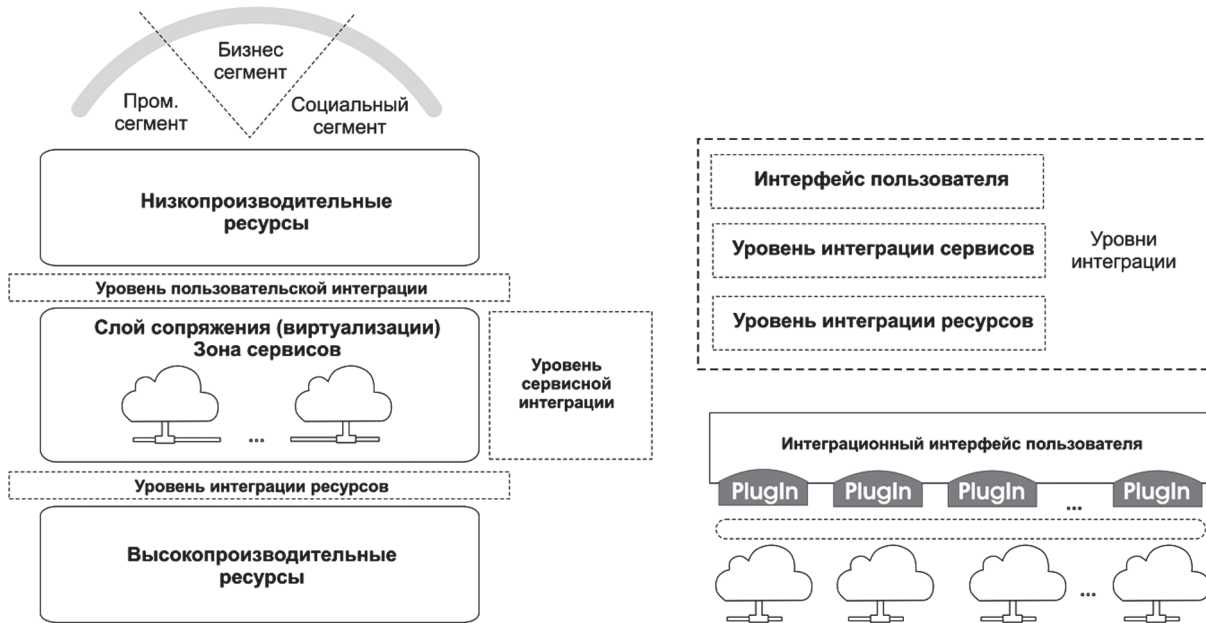 Бизнес
сегмент
Пром.
сегмент
Социальный
сегмент
Низкопроизводительные
ресурсы
Уровень пользовательской интеграции
Слой сопряжения (виртуализации)
Зона сервисов
...
Уровень
сервисной
интеграции
Уровень интеграции ресурсов
Высокопроизводительные
ресурсы
Интерфейс пользователя
Уровень интеграции сервисов
Уровень интеграции ресурсов
Уровни
интеграции
Интеграционный интерфейс пользователя
PlugIn PlugIn PlugIn ... PlugIn
...